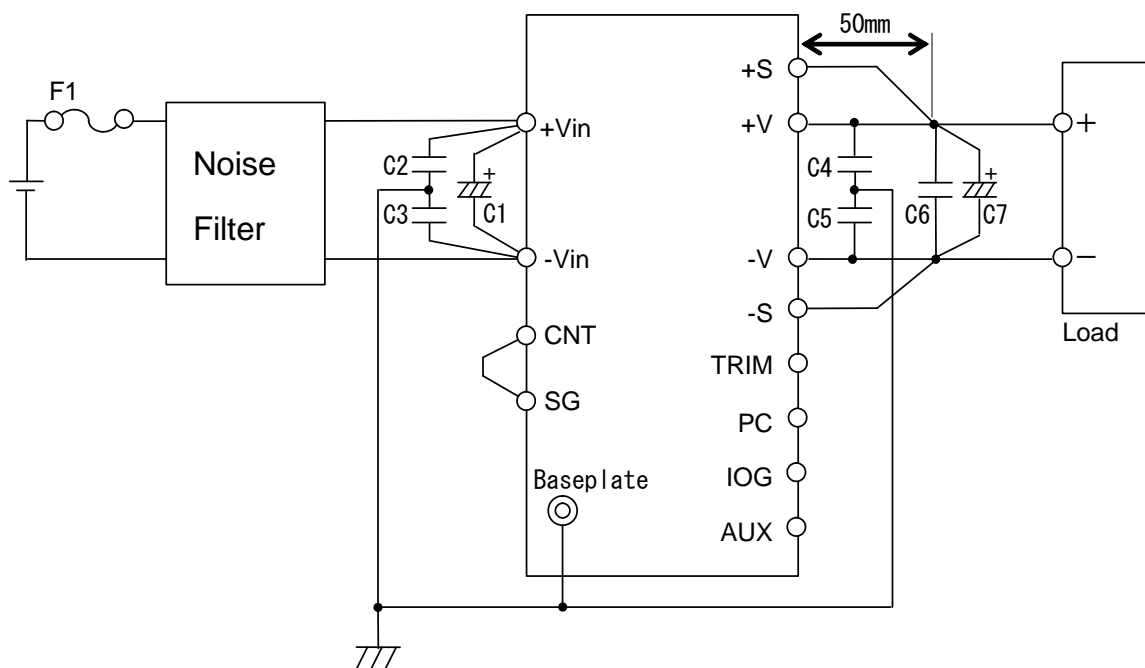 50mm
F1
Noise
Filter
+Vin
C2
C3
+
C1
-Vin
CNT
SG
Baseplate
+S
+V
-V
-S
TRIM
PC
IOG
AUX
C4
C5
C6
+
C7
+
−
Load